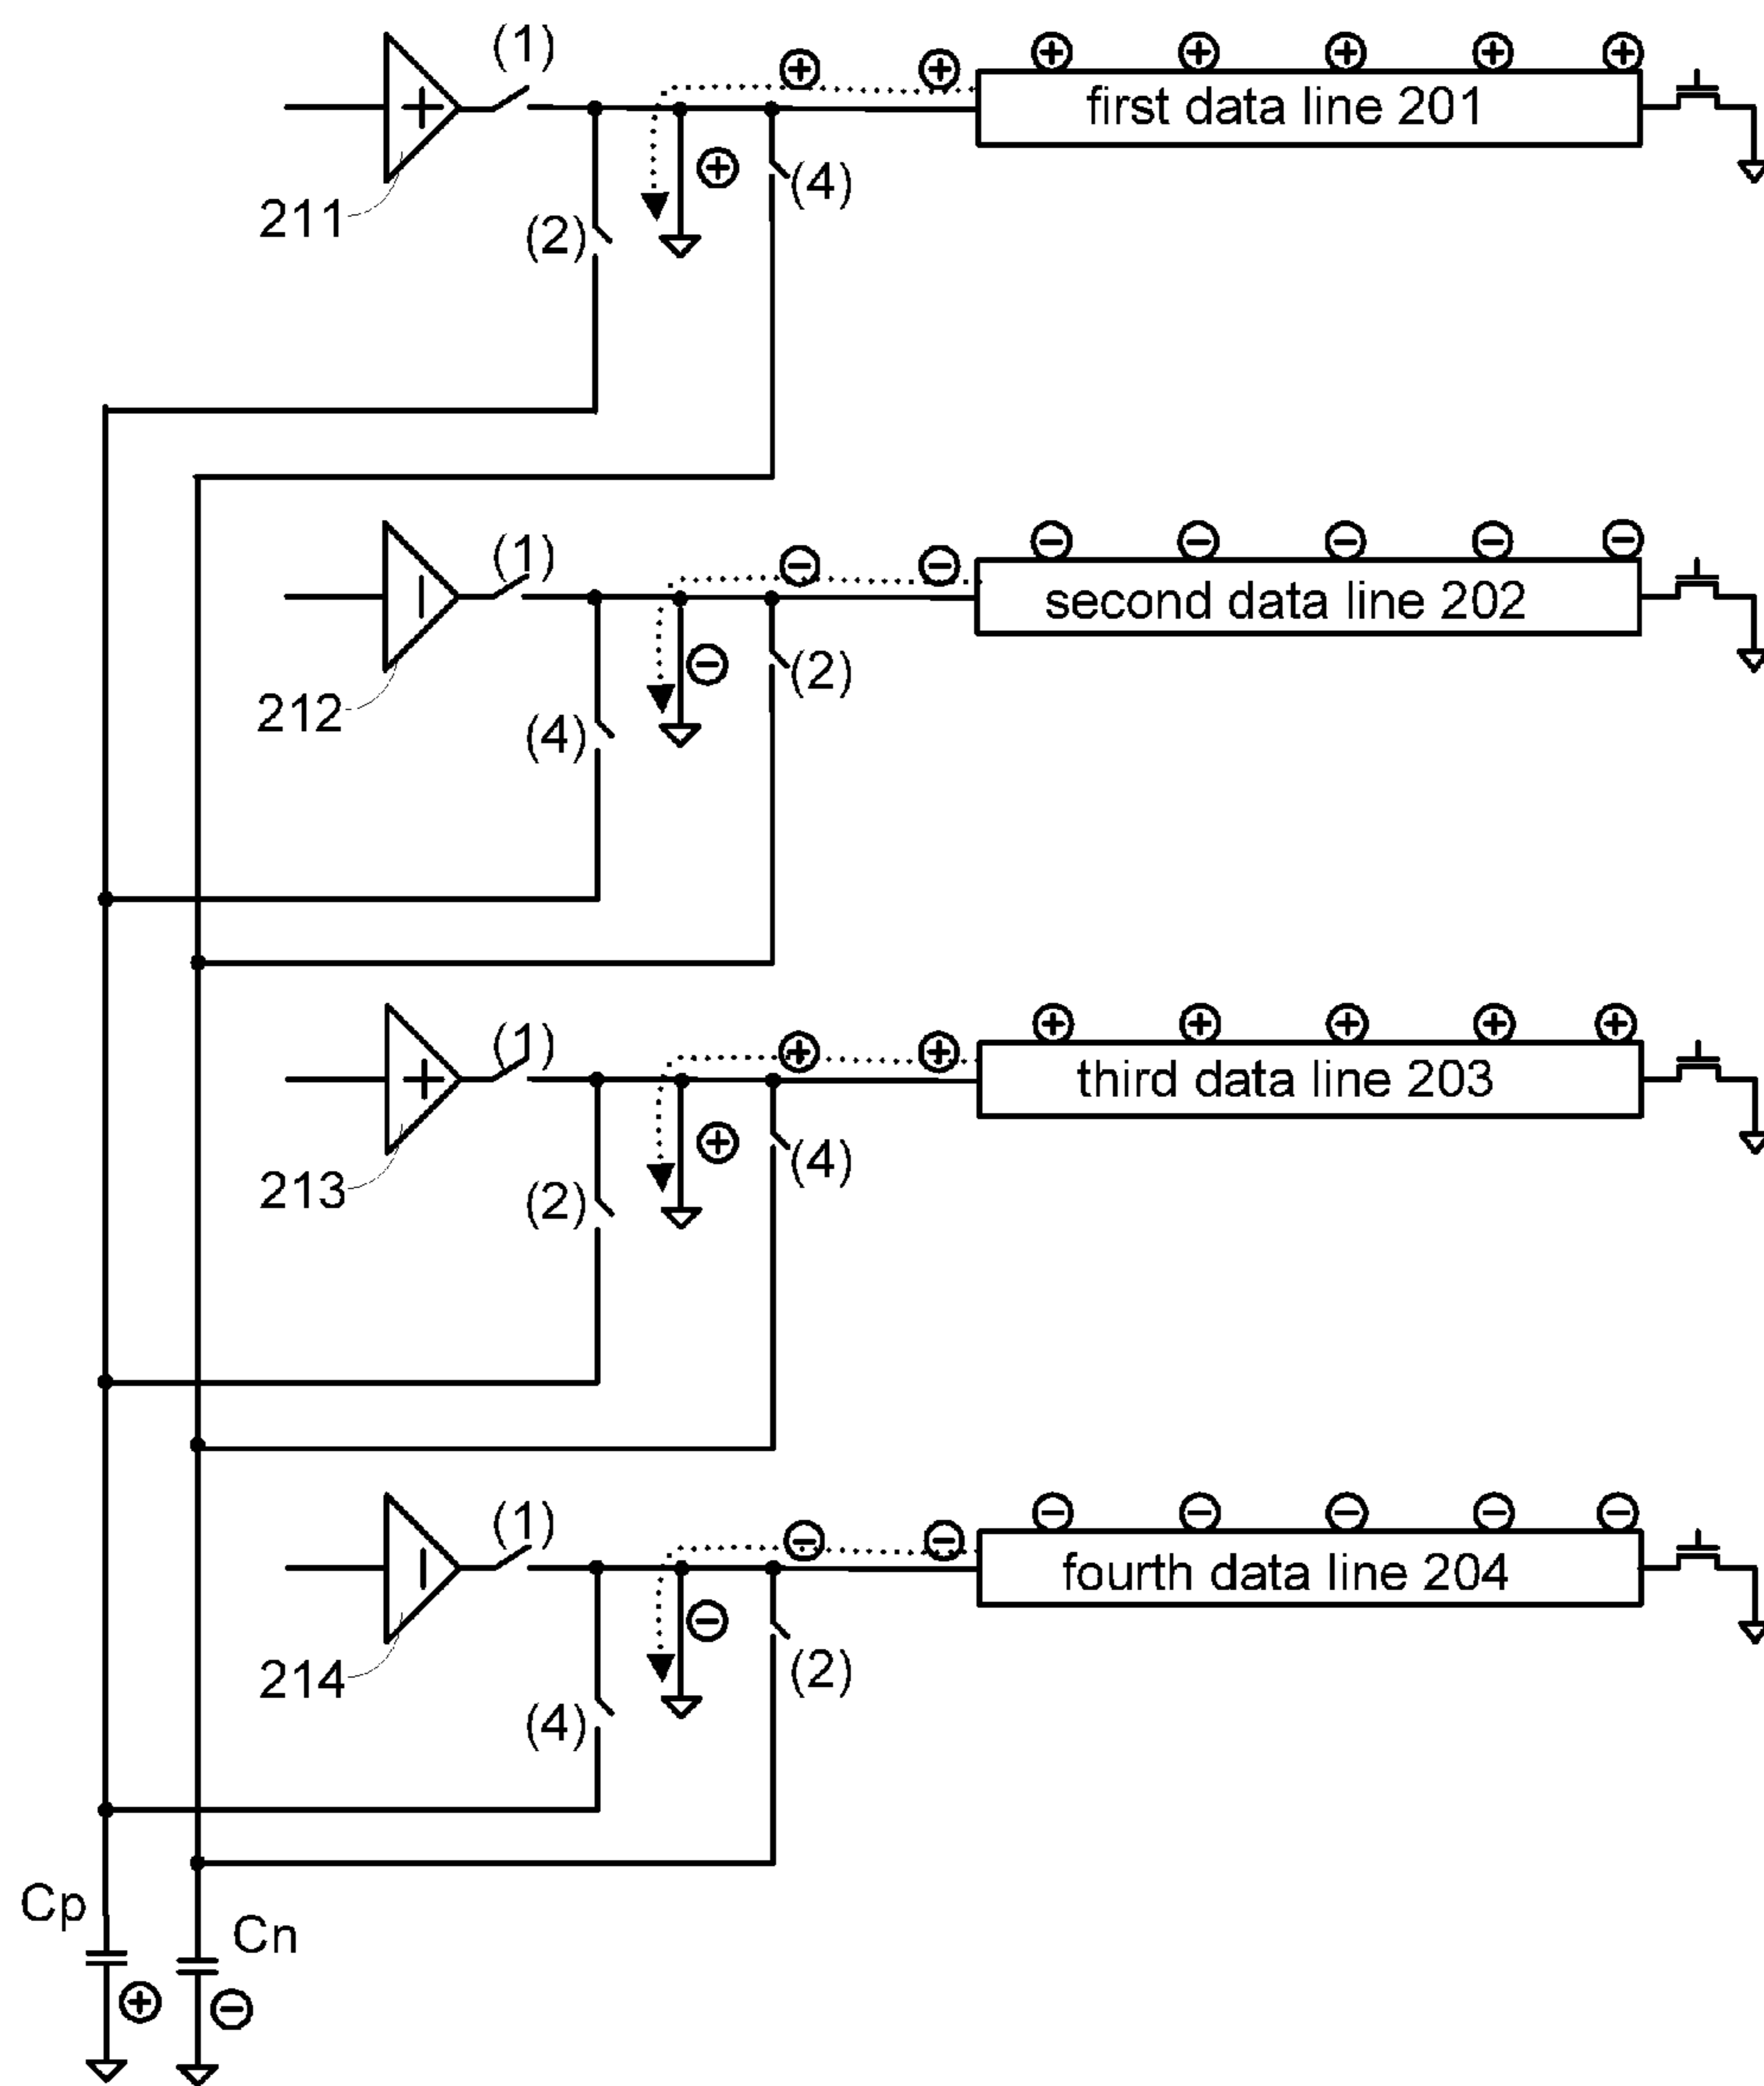 (1)
first data line 201
(4)
211
(2)
(1)
second data line 202
(2)
212
(4)
(1)
third data line 203
(4)
213
(2)
(1)
fourth data line 204
(2)
214
(4)
Cp
Cn